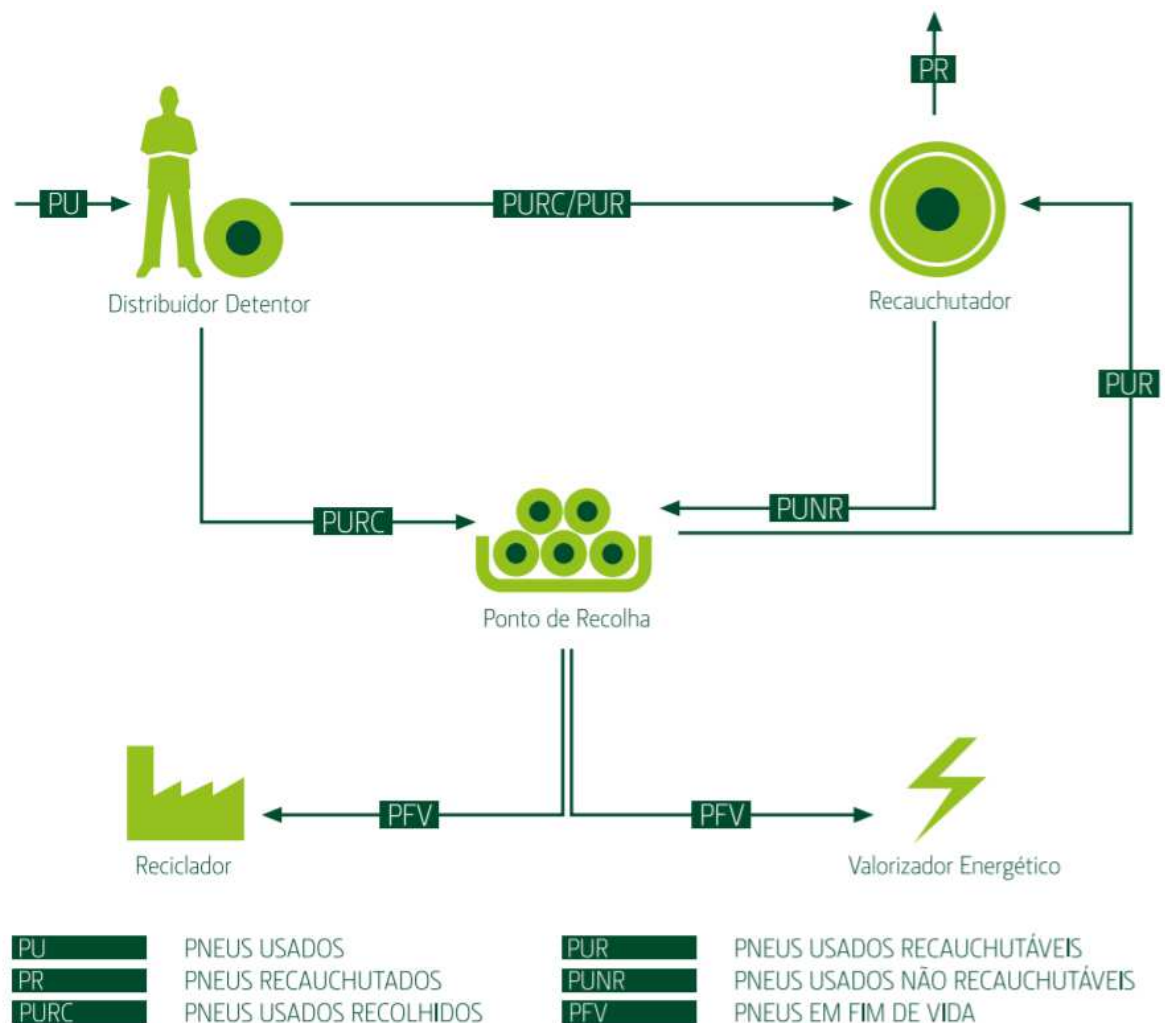 PR
PU
PURC/PUR
Distribuidor Detentor
Recauchutador
PUR
PURC
PUNR
Ponto de Recolha
PFV
PFV
Reciclador
Valorizador Energético
PU PNEUS USADOS
PR PNEUS RECAUCHUTADOS
PURC PNEUS USADOS RECOLHIDOS
PUR PNEUS USADOS RECAUCHUTÁVEIS
PUNR PNEUS USADOS NÃO RECAUCHUTÁVEIS
PFV PNEUS EM FIM DE VIDA